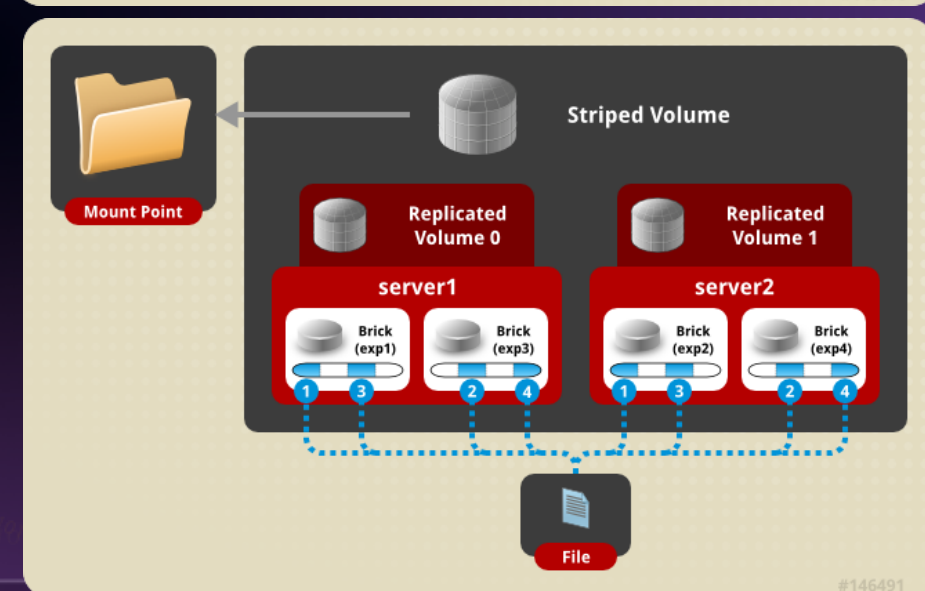 Striped Volume
Mount Point
Replicated
Volume 0
Replicated
Volume 1
server1
server2
Brick
(exp1)
Brick
(exp3)
Brick
(exp2)
Brick
(exp4)
1
3
2
4
1
3
2
4
File
#146491